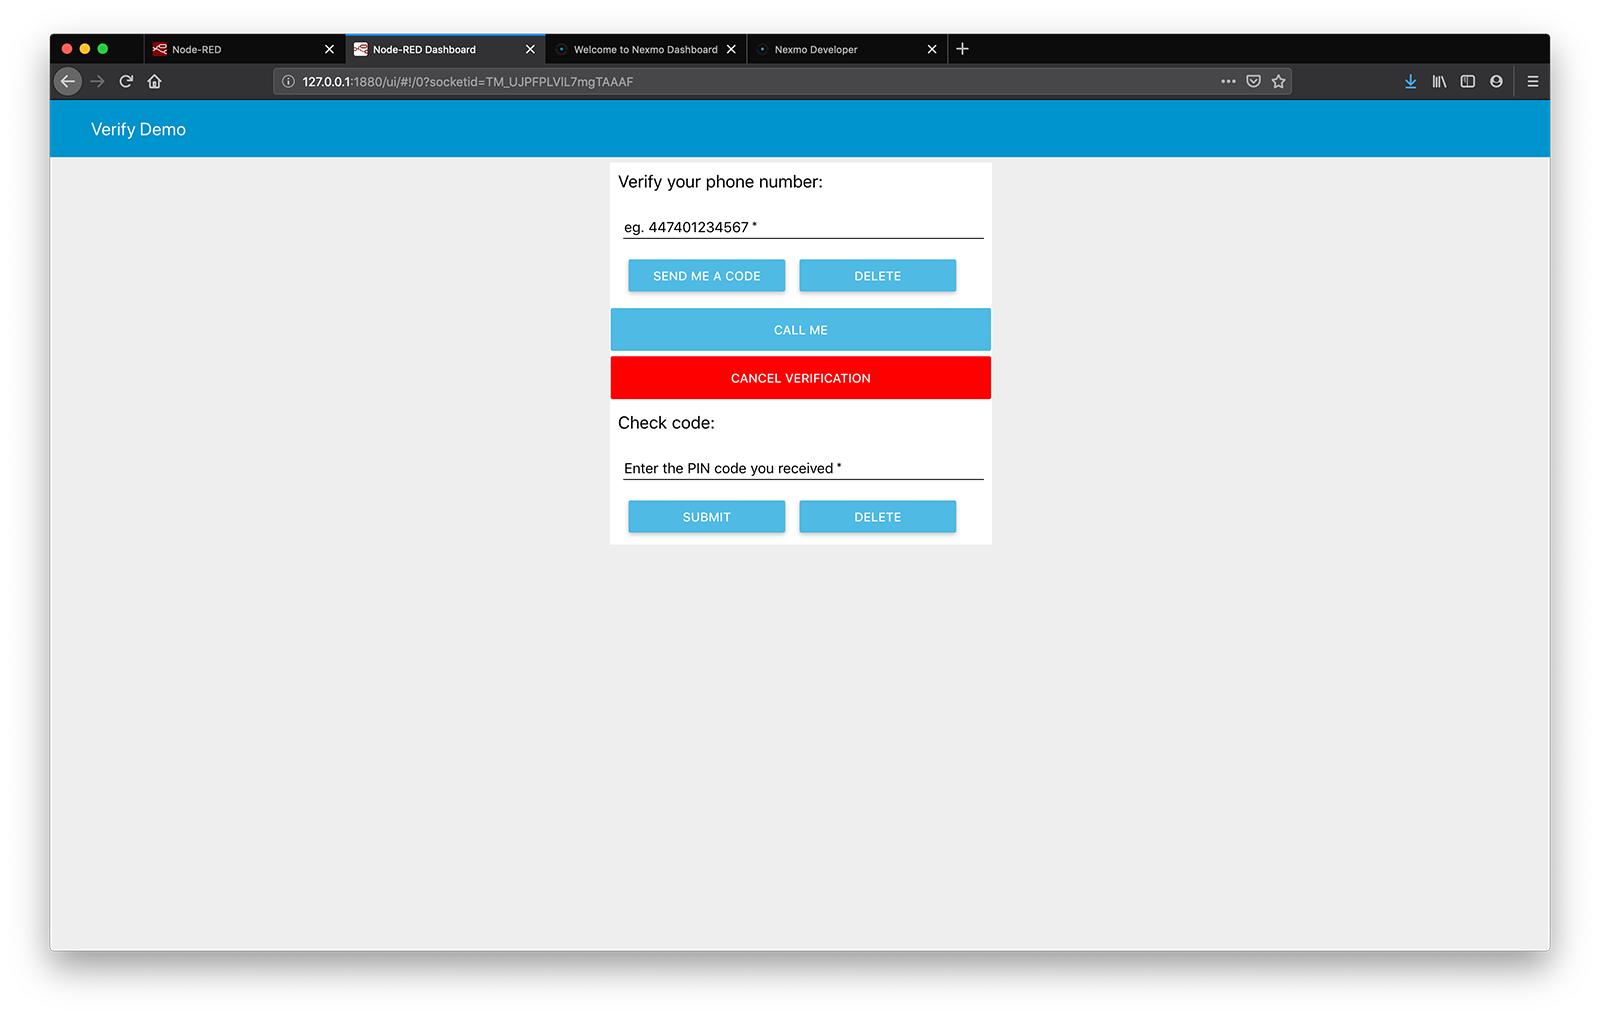 Node-RED
Node-RED Dashboard
Welcome to Nexmo Dashboard
Nexmo Developer
127.0.0.1:1880/ui/#!/0?socketid=TM_UJPFPLVlL7mgTAAAF
Verify Demo
Verify your phone number:
eg. 447401234567 *
SEND ME A CODE
DELETE
CALL ME
CANCEL VERIFICATION
Check code:
Enter the PIN code you received *
SUBMIT
DELETE